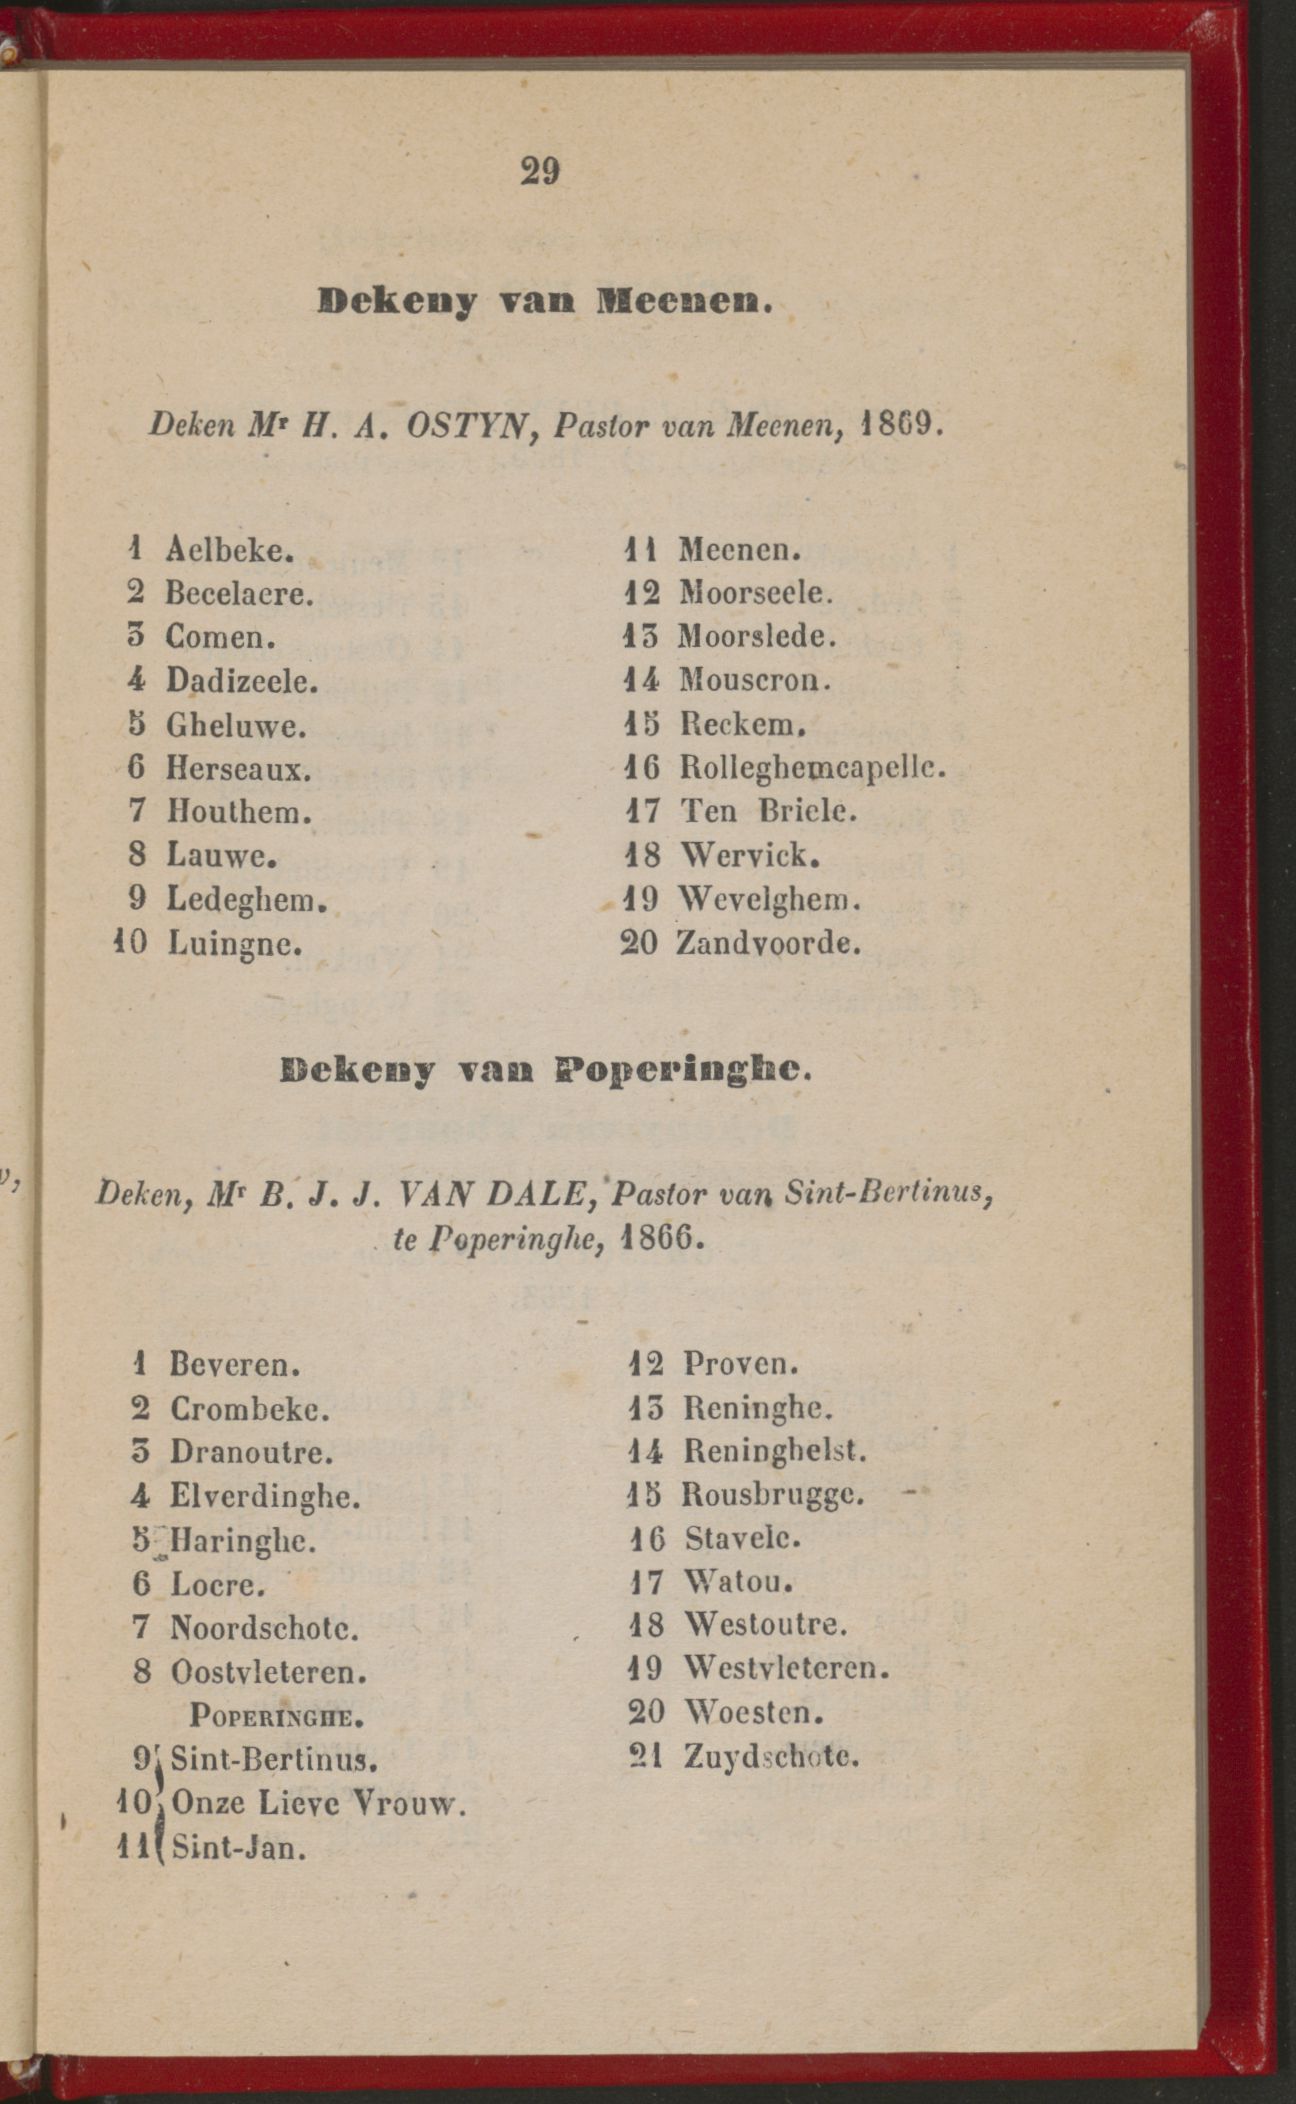 29
Dekeny van Meenen.
Deken Mr H. A. OSTYN, Pastor van Meenen, 1869.
1 Aelbeke.
2 Becelaere.
3 Comen.
4 Dadizeele.
5 Gheluwe.
6 Herseaux.
7 Houthem.
8 Lauwe.
9 Ledeghem.
10 Luingne.
11 Meenen.
12 Moorseele.
13 Moorslede.
14 Mouscron.
15 Reckem.
16 Rolleghemcapelle.
17 Ten Briele.
18 Wervick.
19 Wevelghem.
20 Zandvoorde.
Dekeny van Poperinghe.
Deken, Mr B. J. J. VAN DALE, Pastor van Sint-Bertinus,
te Poperinghe, 1866.
1 Beveren.
2 Crombeke.
3 Dranoutre.
4 Elverdinghe.
5 Haringhe.
6 Locre.
7 Noordschote.
8 Oostvleteren.
POPERINGHE.
9 Sint-Bertinus.
10 Onze Lieve Vrouw.
11 Sint-Jan.
12 Proven.
13 Reninghe.
14 Reninghelst.
15 Rousbrugge.
16 Stavele.
17 Watou.
18 Westoutre.
19 Westvleteren.
20 Woesten.
21 Zuydschote.